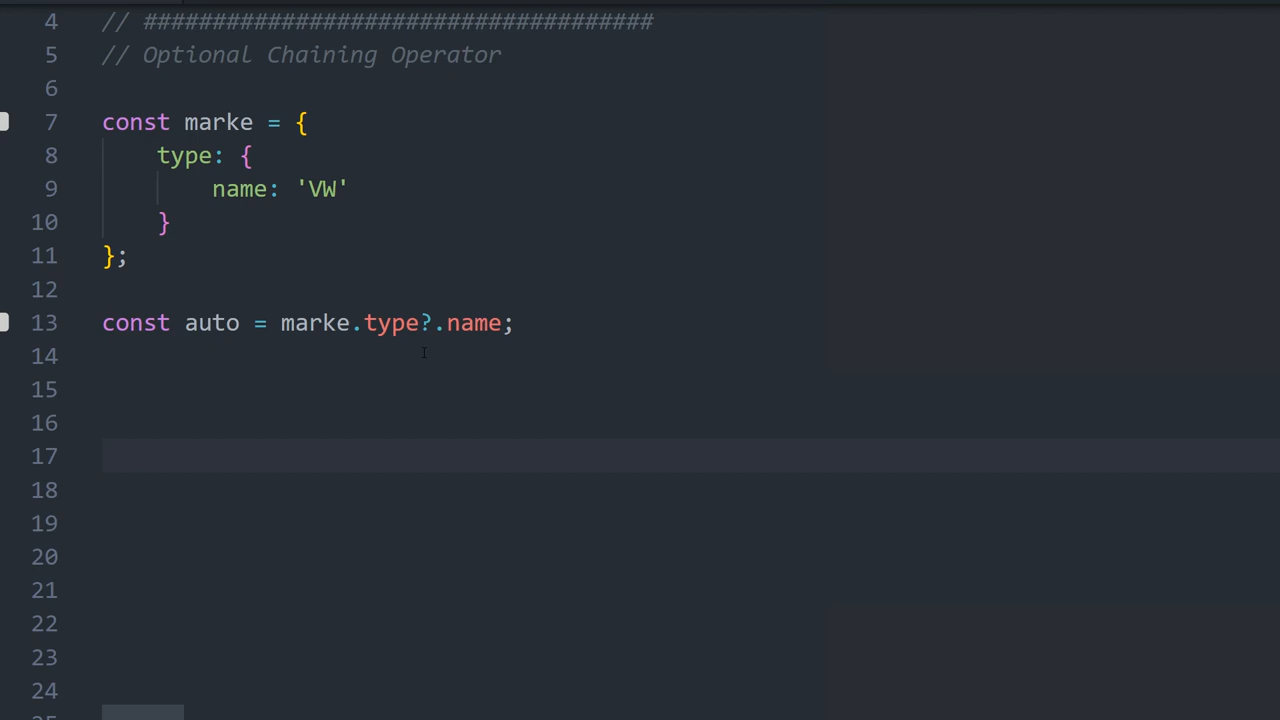 4 // #####################################
5 // Optional Chaining Operator
6
7 const marke = {
8 type: {
9 name: 'VW'
10 }
11 };
12
13 const auto = marke.type?.name;
14
15
16
17
18
19
20
21
22
23
24